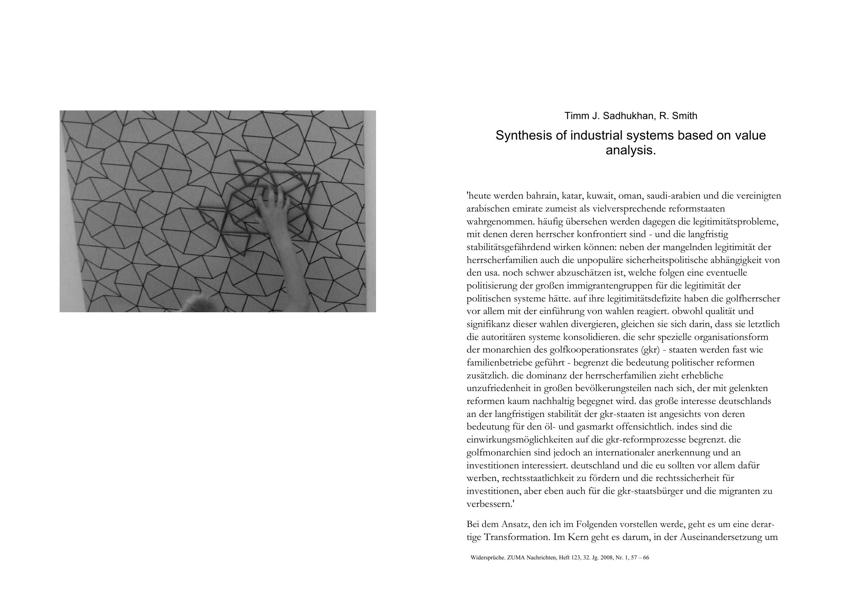 Timm J. Sadhukhan, R. Smith
Synthesis of industrial systems based on value
analysis.
'heute werden bahrain, katar, kuwait, oman, saudi-arabien und die vereinigten
arabischen emirate zumeist als vielversprechende reformstaaten
wahrgenommen. häufig übersehen werden dagegen die legitimitätsprobleme,
mit denen deren herrscher konfrontiert sind - und die langfristig
stabilitätsgefährdend wirken können: neben der mangelnden legitimität der
herrscherfamilien auch die unpopuläre sicherheitspolitische abhängigkeit von
den usa. noch schwer abzuschätzen ist, welche folgen eine eventuelle
politisierung der großen immigrantengruppen für die legitimität der
politischen systeme hätte. auf ihre legitimitätsdefizite haben die golfherrscher
vor allem mit der einführung von wahlen reagiert. obwohl qualität und
signifikanz dieser wahlen divergieren, gleichen sie sich darin, dass sie letztlich
die autoritären systeme konsolidieren. die sehr spezielle organisationsform
der monarchien des golfkooperationsrates (gkr) - staaten werden fast wie
familienbetriebe geführt - begrenzt die bedeutung politischer reformen
zusätzlich. die dominanz der herrscherfamilien zieht erhebliche
unzufriedenheit in großen bevölkerungsteilen nach sich, der mit gelenkten
reformen kaum nachhaltig begegnet wird. das große interesse deutschlands
an der langfristigen stabilität der gkr-staaten ist angesichts von deren
bedeutung für den öl- und gasmarkt offensichtlich. indes sind die
einwirkungsmöglichkeiten auf die gkr-reformprozesse begrenzt. die
golfmonarchien sind jedoch an internationaler anerkennung und an
investitionen interessiert. deutschland und die eu sollten vor allem dafür
werben, rechtsstaatlichkeit zu fördern und die rechtssicherheit für
investitionen, aber eben auch für die gkr-staatsbürger und die migranten zu
verbessern.'
Bei dem Ansatz, den ich im Folgenden vorstellen werde, geht es um eine derar-
tige Transformation. Im Kern geht es darum, in der Auseinandersetzung um
Widersprüche. ZUMA Nachrichten, Heft 123, 32. Jg. 2008, Nr. 1, 57 – 66